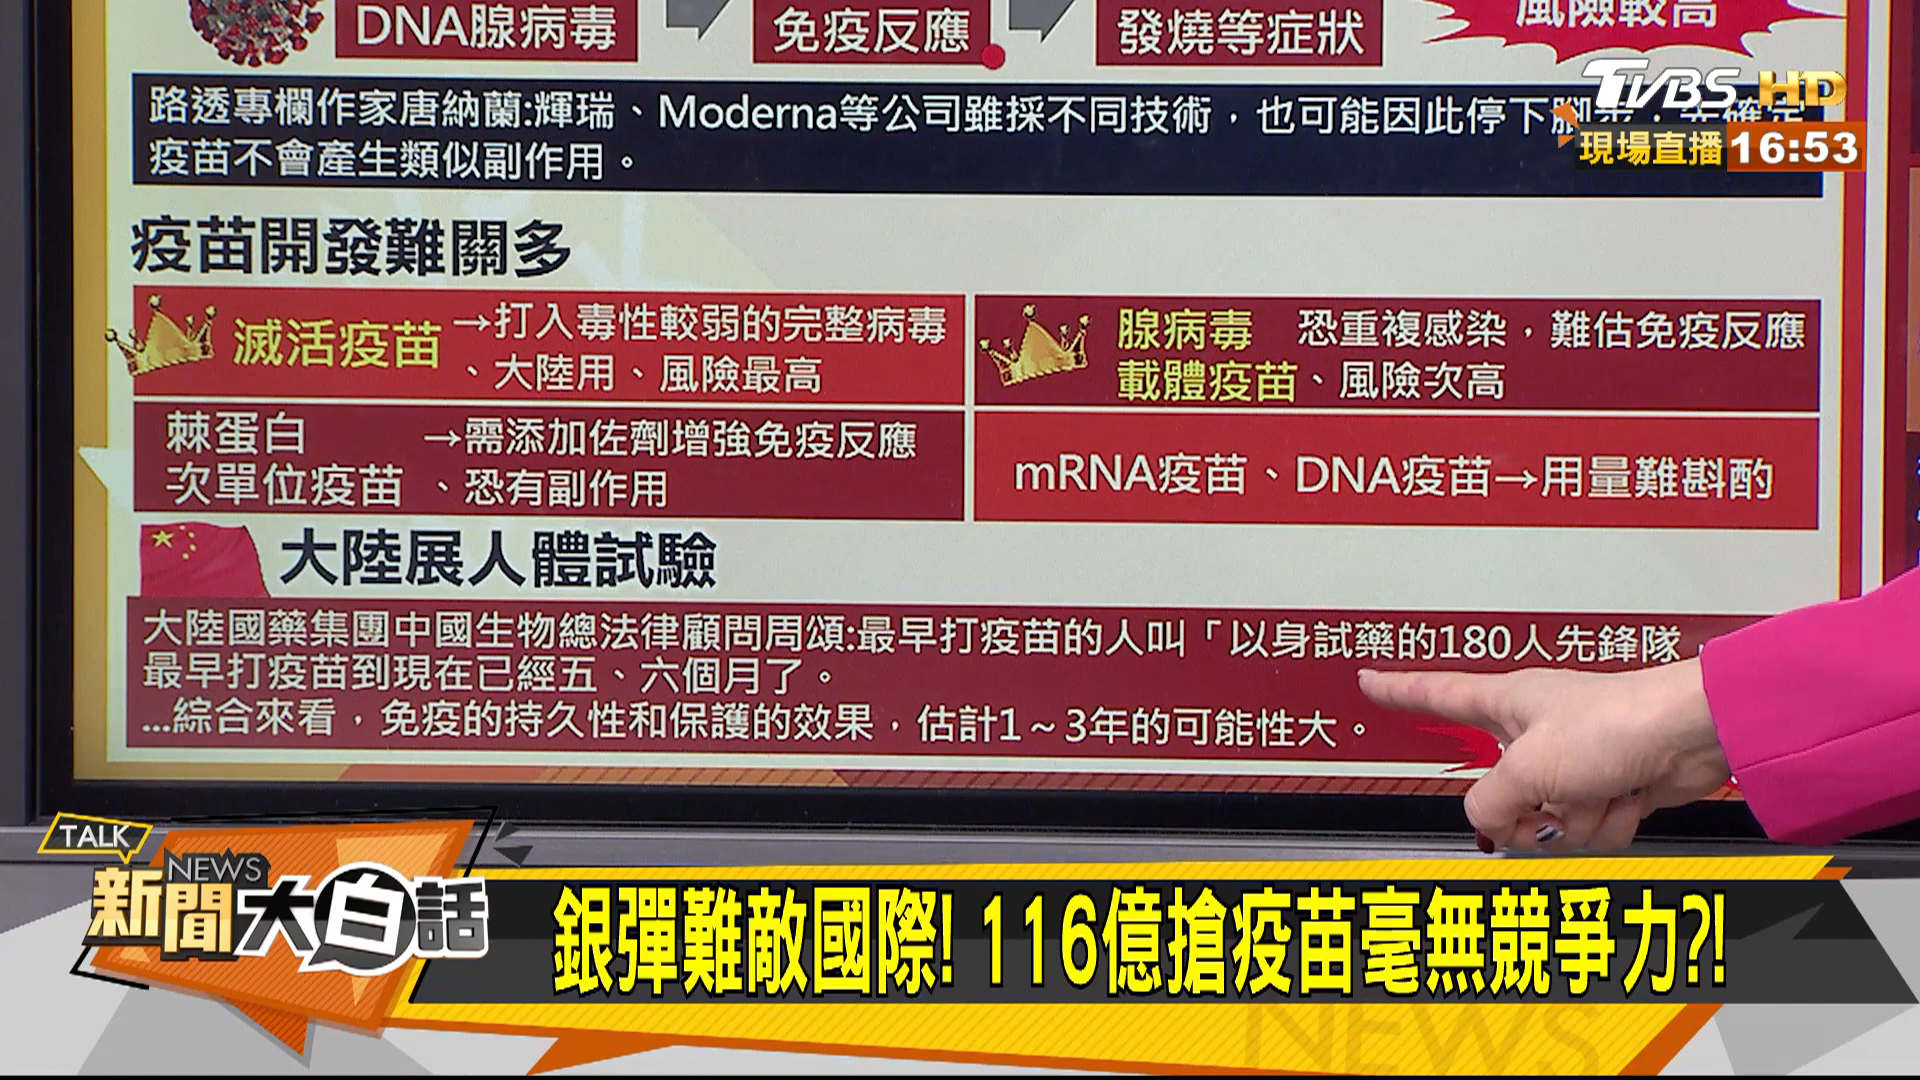 DNA腺病毒
免疫反應
發燒等症狀
風險較高
TVBS HD
現場直播 16:53
路透專欄作家唐納蘭:輝瑞、Moderna等公司雖採不同技術，也可能因此停下腳步，
疫苗不會產生類似副作用。
疫苗開發難關多
滅活疫苗 →打入毒性較弱的完整病毒
、大陸用、風險最高
腺病毒 恐重複感染，難估免疫反應
載體疫苗、風險次高
棘蛋白 →需添加佐劑增強免疫反應
次單位疫苗 、恐有副作用
mRNA疫苗、DNA疫苗→用量難斟酌
大陸展人體試驗
大陸國藥集團中國生物總法律顧問周頌:最早打疫苗的人叫「以身試藥的180人先鋒隊」
最早打疫苗到現在已經五、六個月了。
...綜合來看，免疫的持久性和保護的效果，估計1～3年的可能性大。
TALK
NEWS
新聞大白話
銀彈難敵國際! 116億搶疫苗毫無競爭力?!
NEWS